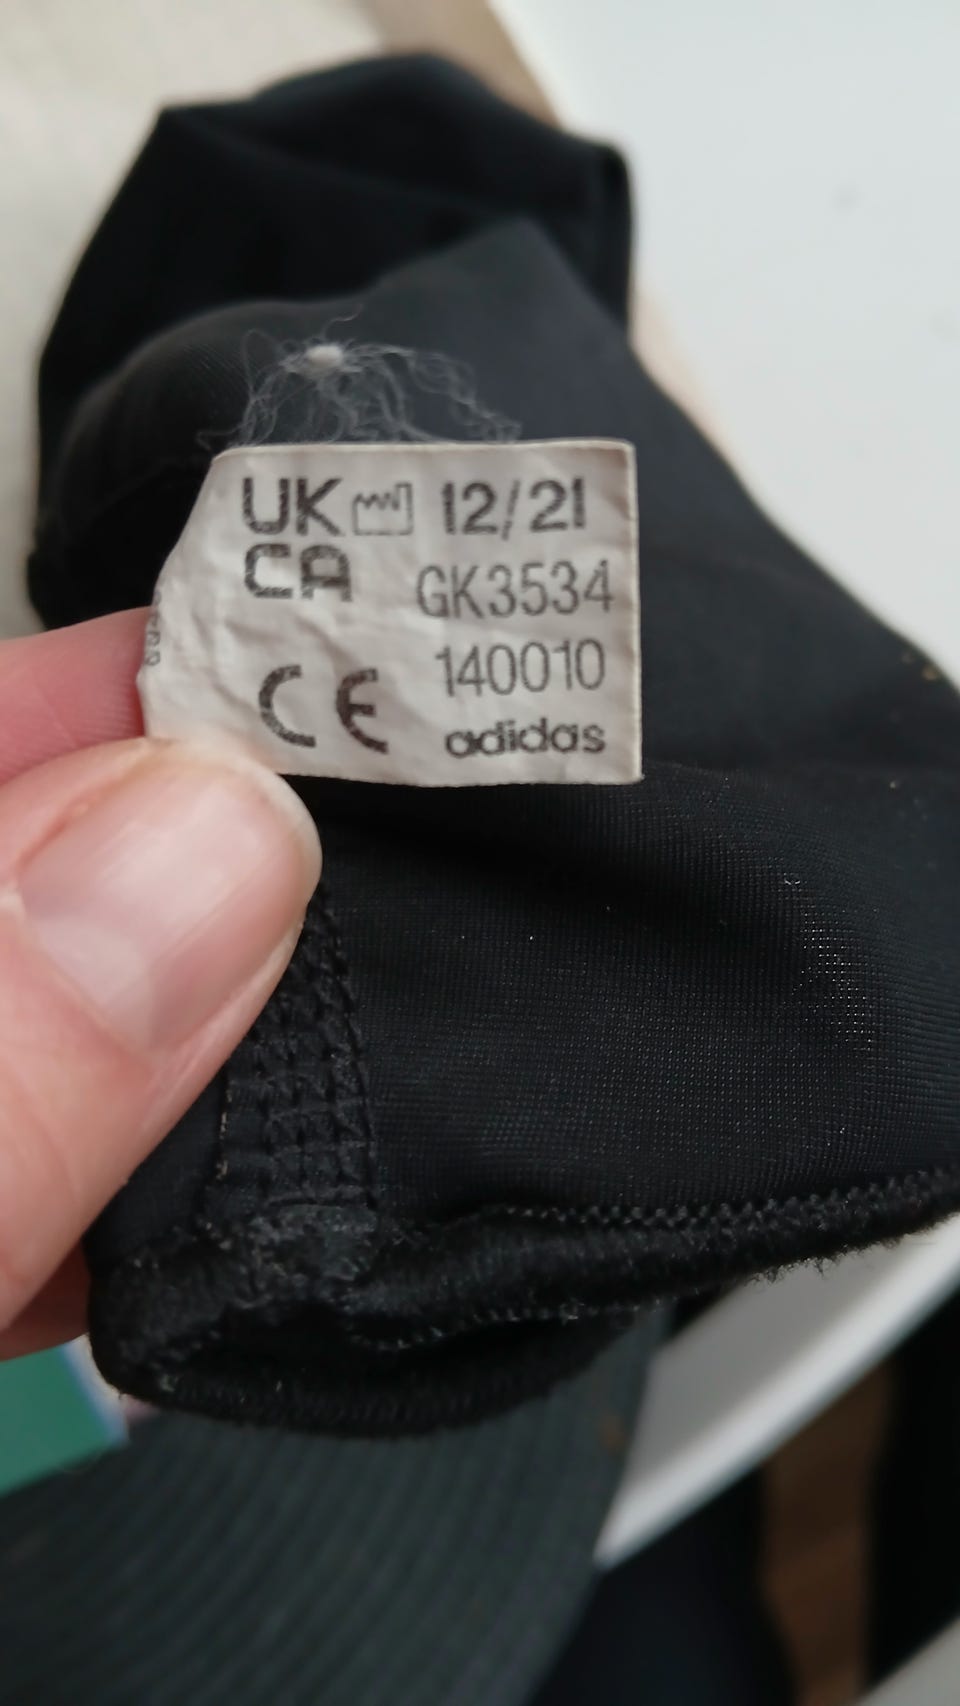 UK 12/21
CA GK3534
140010
CE adidas